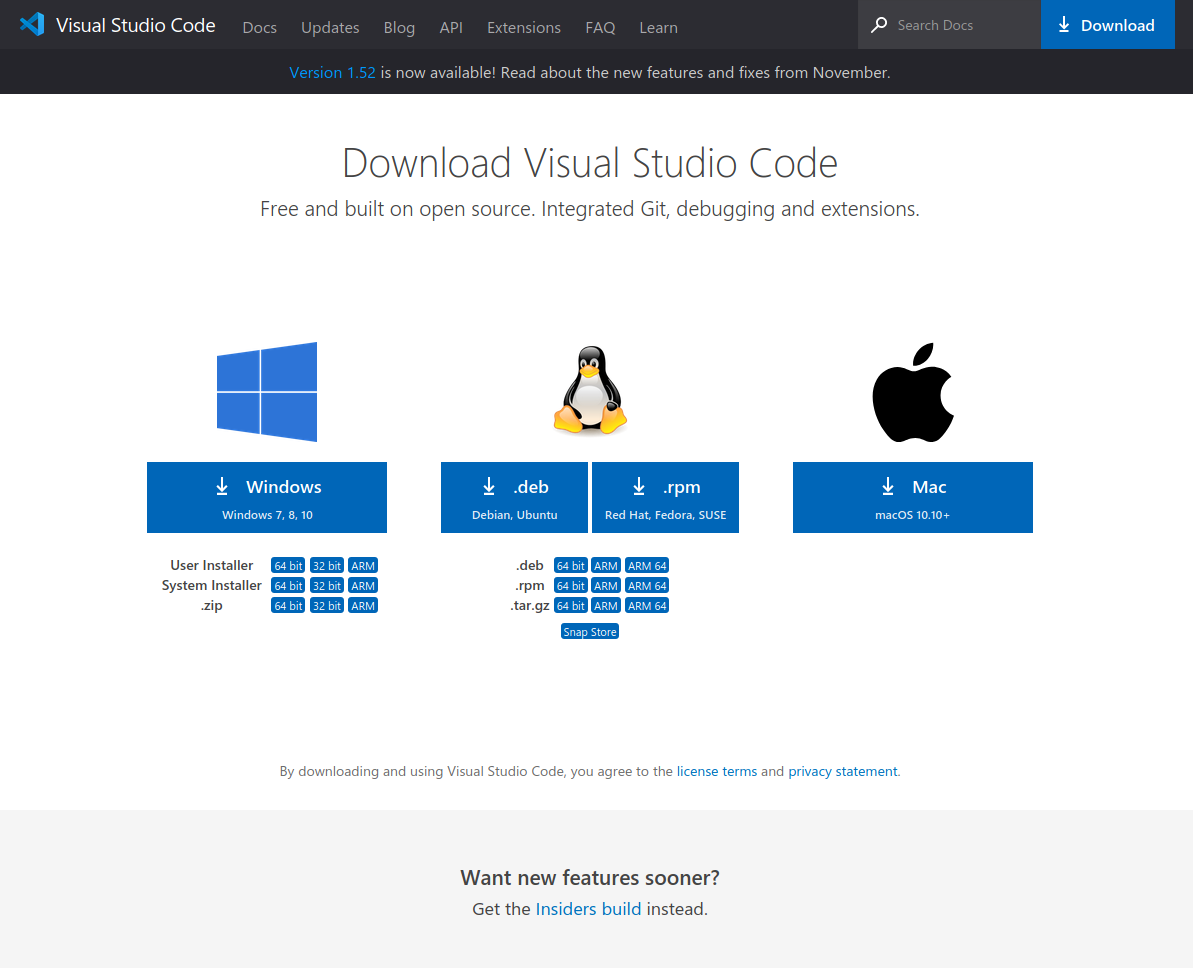 Visual Studio Code Docs Updates Blog API Extensions FAQ Learn Search Docs Download
Version 1.52 is now available! Read about the new features and fixes from November.
Download Visual Studio Code
Free and built on open source. Integrated Git, debugging and extensions.
Windows
Windows 7, 8, 10
User Installer 64 bit 32 bit ARM
System Installer 64 bit 32 bit ARM
.zip 64 bit 32 bit ARM
.deb
Debian, Ubuntu
.rpm
Red Hat, Fedora, SUSE
.deb 64 bit ARM ARM 64
.rpm 64 bit ARM ARM 64
.tar.gz 64 bit ARM ARM 64
Snap Store
Mac
macOS 10.10+
By downloading and using Visual Studio Code, you agree to the license terms and privacy statement.
Want new features sooner?
Get the Insiders build instead.